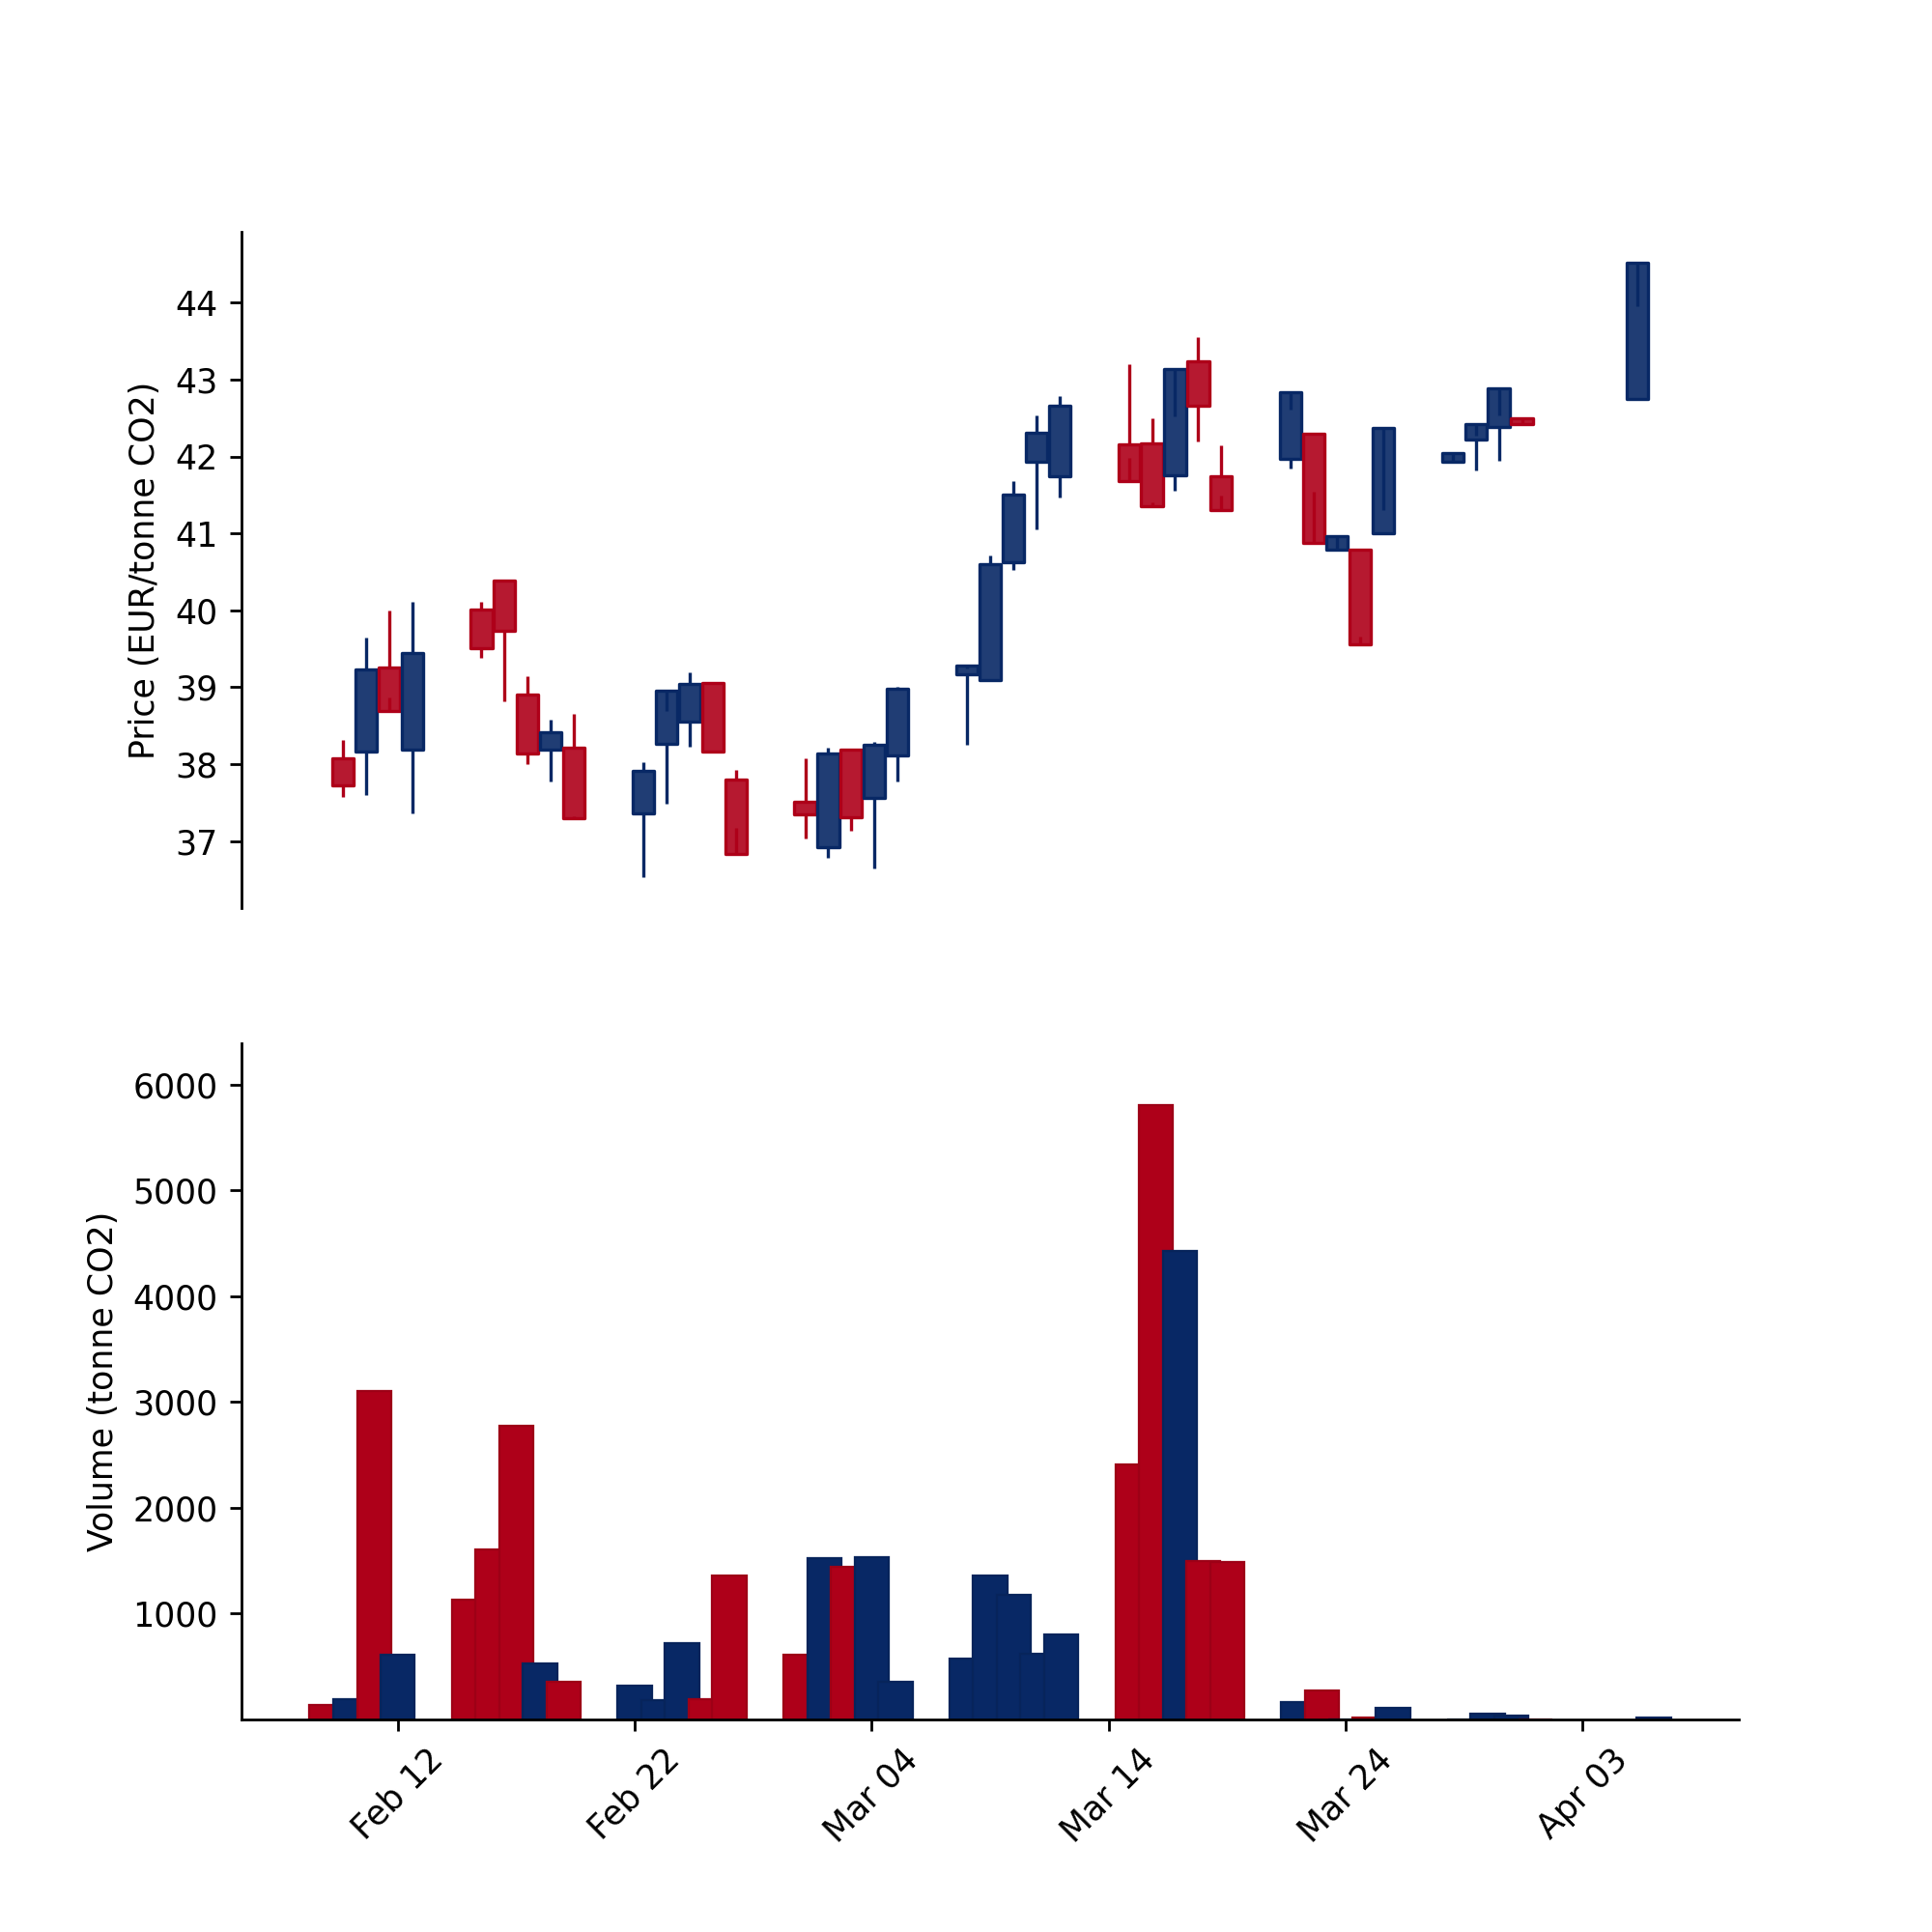 44
43
42
41
40
39
38
37
Price (EUR/tonne CO2)
6000
5000
4000
3000
2000
1000
Volume (tonne CO2)
Feb 12
Feb 22
Mar 04
Mar 14
Mar 24
Apr 03